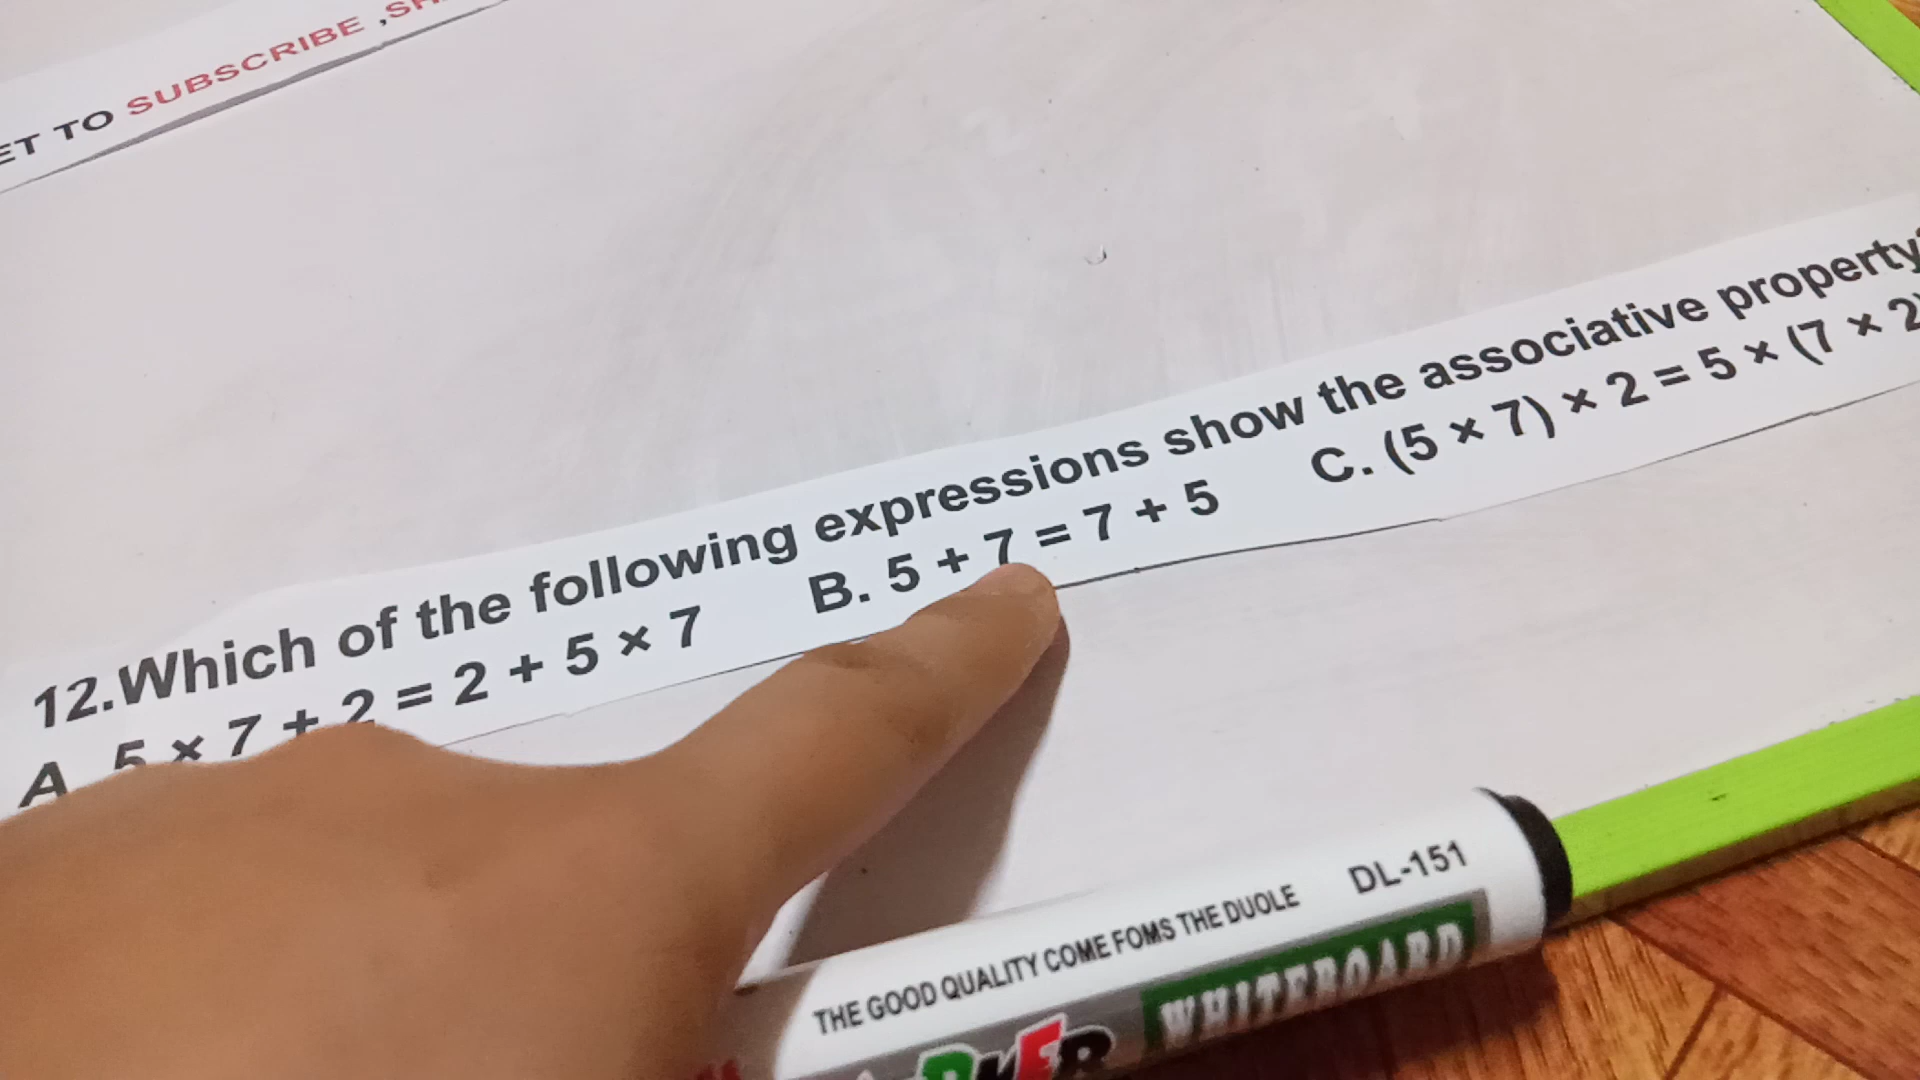 ET TO SUBSCRIBE ,SH
12.Which of the following expressions show the associative property
A 5 × 7 + 2 = 2 + 5 × 7 B. 5 + 7 = 7 + 5 C. (5 × 7) × 2 = 5 × (7 × 2)
THE GOOD QUALITY COME FOMS THE DUOLE DL-151
WHITEBOARD